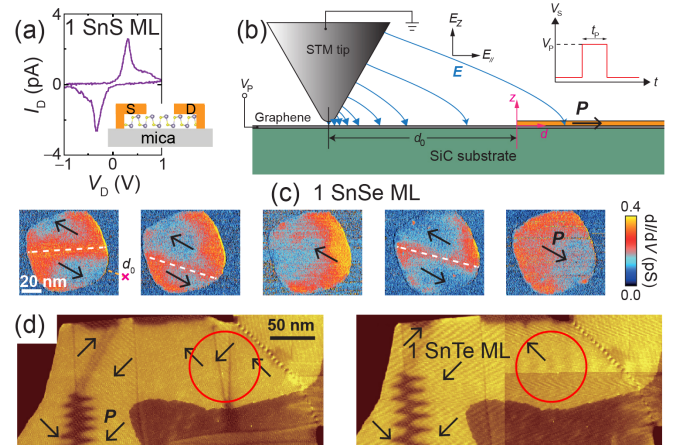 (a)
1 SnS ML
4
0
-4
I_D (pA)
-1
0
1
V_D (V)
S
D
mica
(b)
STM tip
E_Z
E_//
E
V_S
V_P
t_P
t
V_P
Graphene
z
P
d
d_0
SiC substrate
(c)
1 SnSe ML
20 nm
d_0
P
0.4
0.0
dI/dV (pS)
(d)
50 nm
P
1 SnTe ML